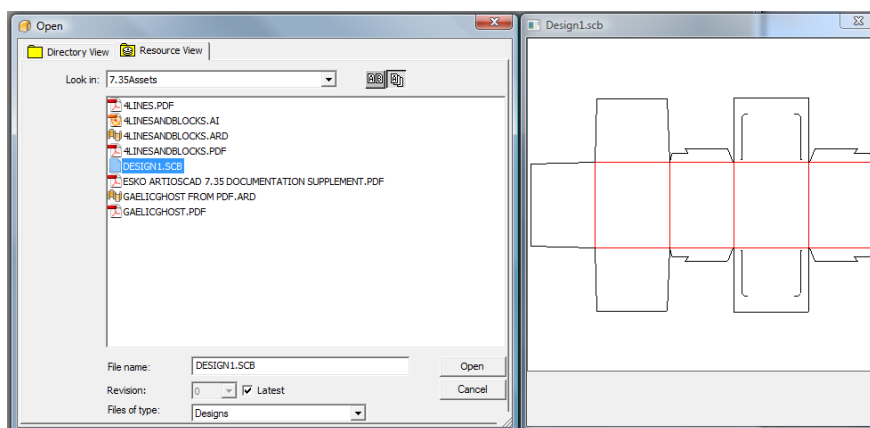 Open
Design1.scb
Directory View
Resource View
Look in: 7.35Assets
4LINES.PDF
4LINESANDBLOCKS.AI
4LINESANDBLOCKS.ARD
4LINESANDBLOCKS.PDF
DESIGN1.SCB
ESKO ARTIOSCAD 7.35 DOCUMENTATION SUPPLEMENT.PDF
GAELICGHOST FROM PDF.ARD
GAELICGHOST.PDF
File name: DESIGN1.SCB Open
Revision: 0 Latest Cancel
Files of type: Designs